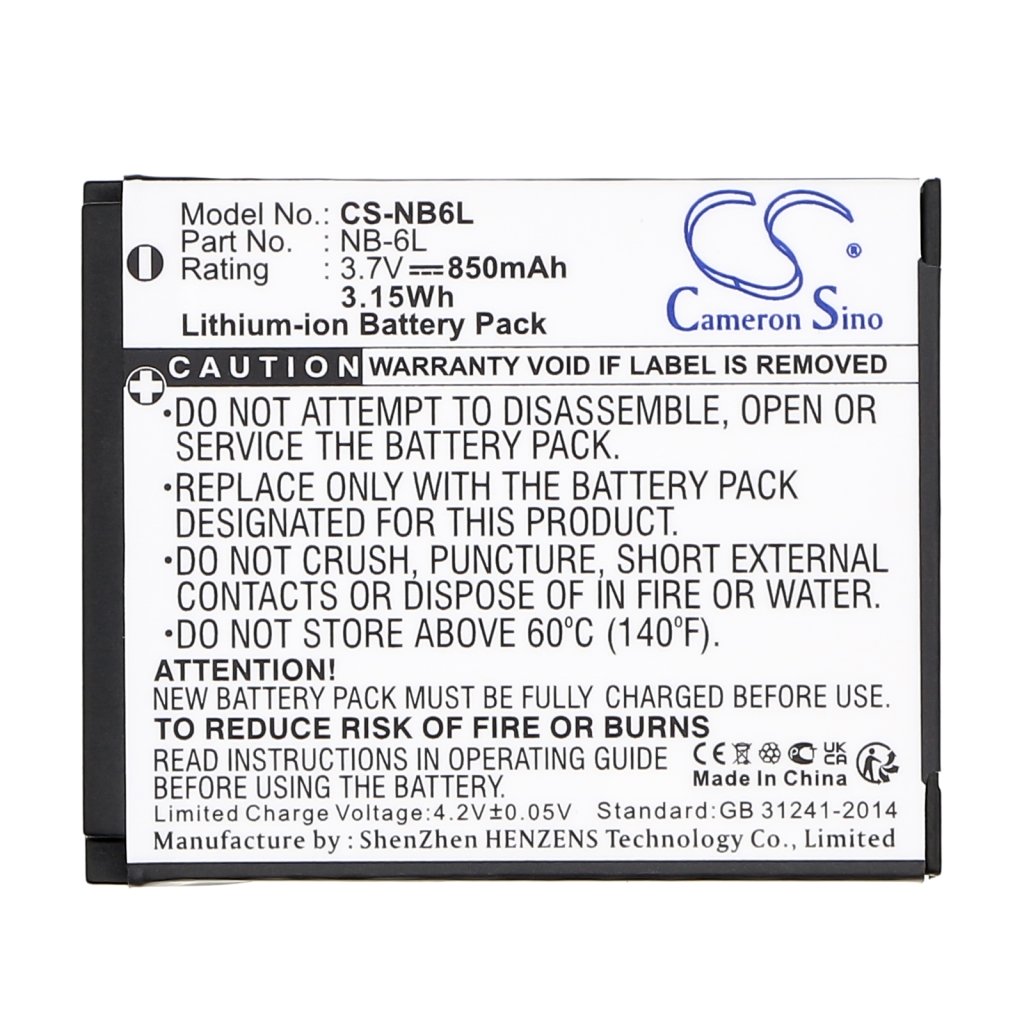 Model No.: CS-NB6L
Part No. : NB-6L
Rating : 3.7V 850mAh
3.15Wh
Lithium-ion Battery Pack
CS
®
Cameron Sino
CAUTION WARRANTY VOID IF LABEL IS REMOVED
•DO NOT ATTEMPT TO DISASSEMBLE, OPEN OR
SERVICE THE BATTERY PACK.
•REPLACE ONLY WITH THE BATTERY PACK
DESIGNATED FOR THIS PRODUCT.
•DO NOT CRUSH, PUNCTURE, SHORT EXTERNAL
CONTACTS OR DISPOSE OF IN FIRE OR WATER.
•DO NOT STORE ABOVE 60°C (140°F).
ATTENTION!
NEW BATTERY PACK MUST BE FULLY CHARGED BEFORE USE.
TO REDUCE RISK OF FIRE OR BURNS
READ INSTRUCTIONS IN USER GUIDE
BEFORE USING THE BATTERY.
CE UK CA
Made In China
Limited Charge Voltage:4.2V±0.05V Standard:GB 31241-2014
Manufacture by : ShenZhen HENZENS Technology Co., Limited